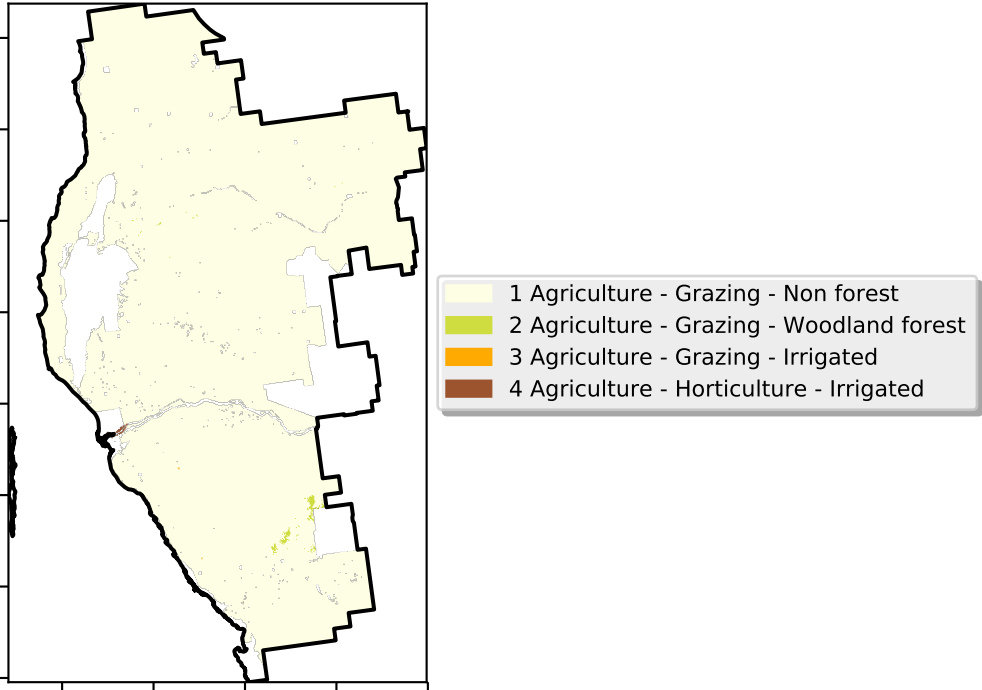 1 Agriculture - Grazing - Non forest
2 Agriculture - Grazing - Woodland forest
3 Agriculture - Grazing - Irrigated
4 Agriculture - Horticulture - Irrigated